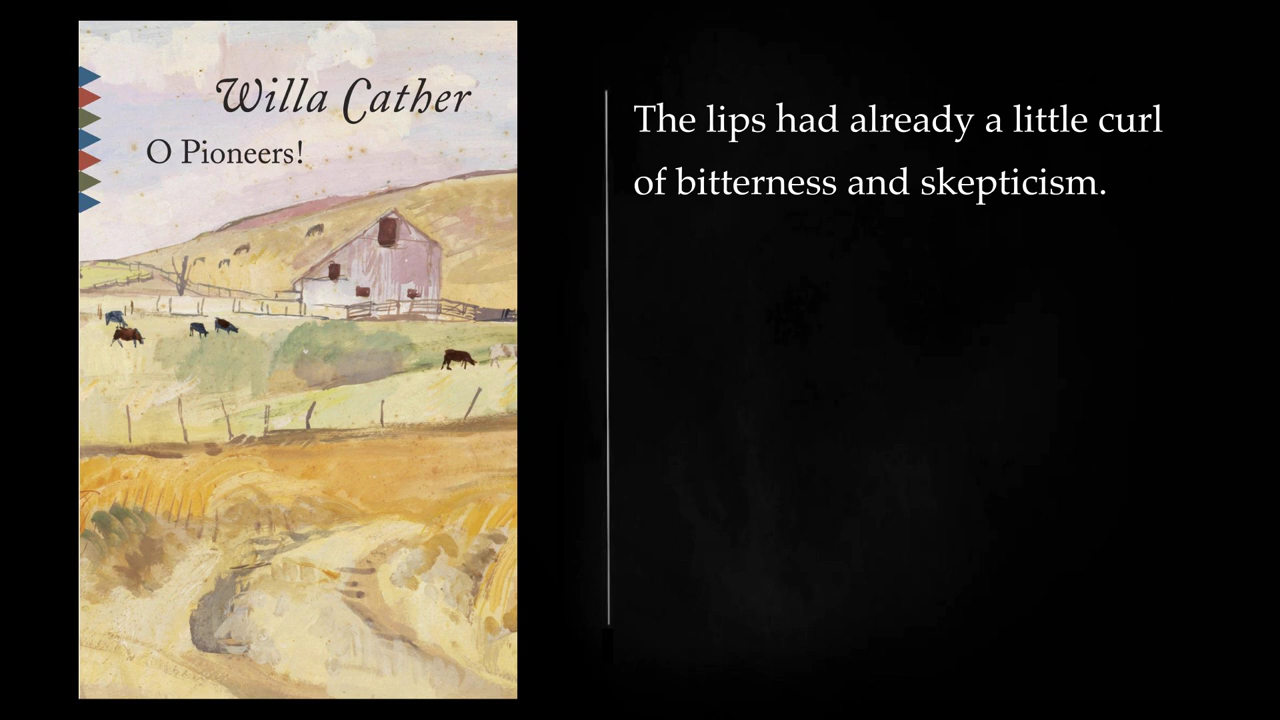 Willa Cather
O Pioneers!
The lips had already a little curl
of bitterness and skepticism.